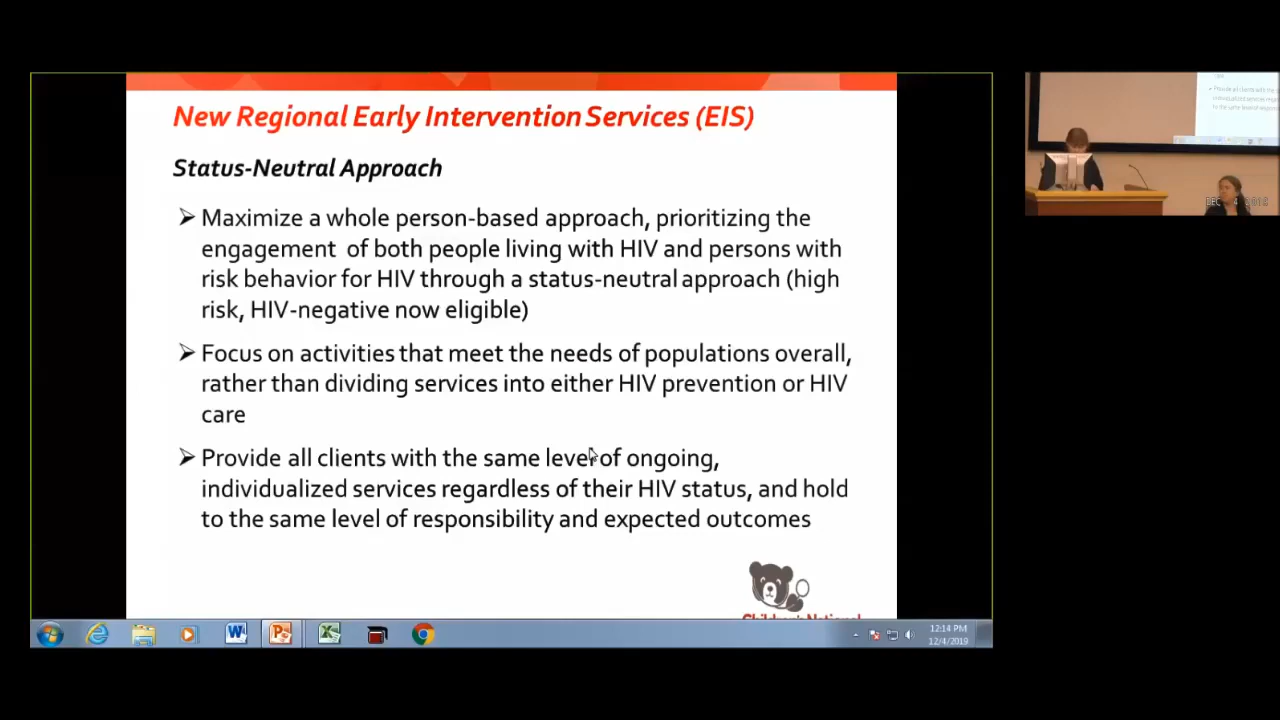 New Regional Early Intervention Services (EIS)
Status-Neutral Approach
Maximize a whole person-based approach, prioritizing the
engagement of both people living with HIV and persons with
risk behavior for HIV through a status-neutral approach (high
risk, HIV-negative now eligible)
Focus on activities that meet the needs of populations overall,
rather than dividing services into either HIV prevention or HIV
care
Provide all clients with the same level of ongoing,
individualized services regardless of their HIV status, and hold
to the same level of responsibility and expected outcomes
Children's National
12:14 PM
12/4/2019